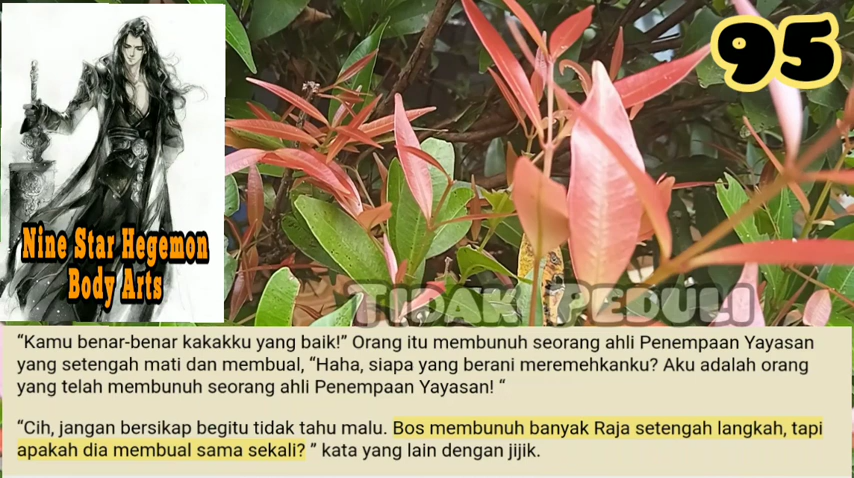 95
Nine Star Hegemon
Body Arts
TIDAK PEDULI
“Kamu benar-benar kakakku yang baik!” Orang itu membunuh seorang ahli Penempaan Yayasan
yang setengah mati dan membual, “Haha, siapa yang berani meremehkanku? Aku adalah orang
yang telah membunuh seorang ahli Penempaan Yayasan! “
“Cih, jangan bersikap begitu tidak tahu malu. Bos membunuh banyak Raja setengah langkah, tapi
apakah dia membual sama sekali? ” kata yang lain dengan jijik.